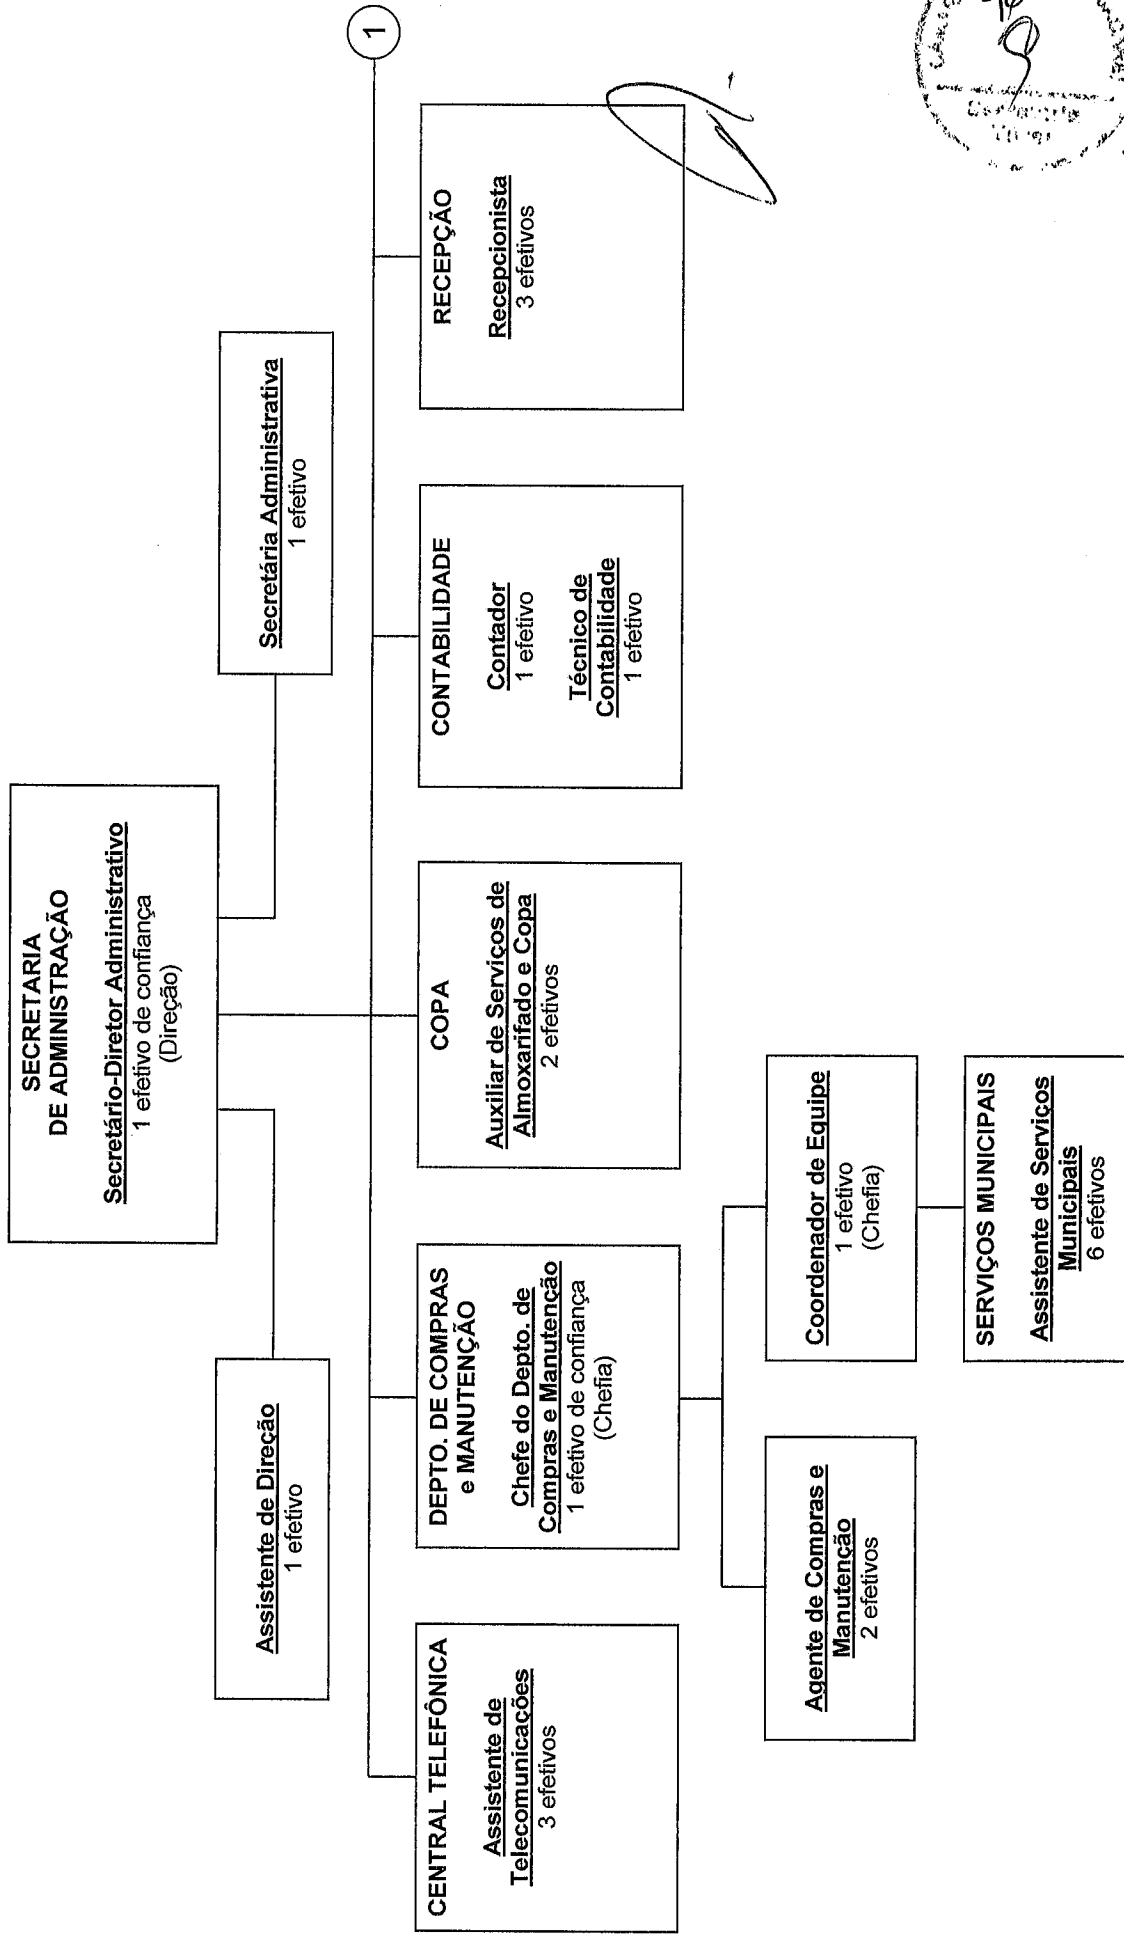 SECRETARIA
DE ADMINISTRAÇÃO
Secretário-Diretor Administrativo
1 efetivo de confiança
(Direção)
Assistente de Direção
1 efetivo
Secretária Administrativa
1 efetivo
1
CENTRAL TELEFÔNICA
Assistente de
Telecomunicações
3 efetivos
DEPTO. DE COMPRAS
e MANUTENÇÃO
Chefe do Depto. de
Compras e Manutenção
1 efetivo de confiança
(Chefia)
COPA
Auxiliar de Serviços de
Almoxarifado e Copa
2 efetivos
CONTABILIDADE
Contador
1 efetivo
Técnico de
Contabilidade
1 efetivo
RECEPÇÃO
Recepcionista
3 efetivos
Agente de Compras e
Manutenção
2 efetivos
Coordenador de Equipe
1 efetivo
(Chefia)
SERVIÇOS MUNICIPAIS
Assistente de Serviços
Municipais
6 efetivos